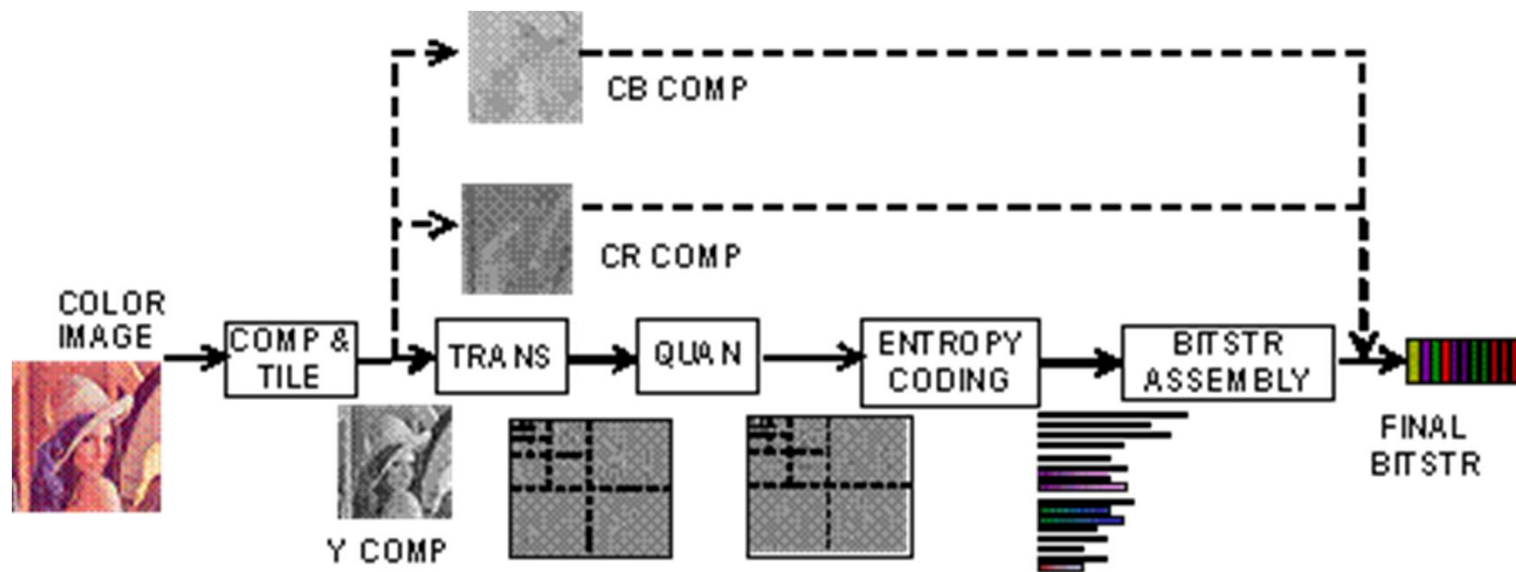 CB COMP
CR COMP
COLOR
IMAGE
COMP &
TILE
TRANS
QUAN
ENTROPY
CODING
BITSTR
ASSEMBLY
Y COMP
FINAL
BITSTR